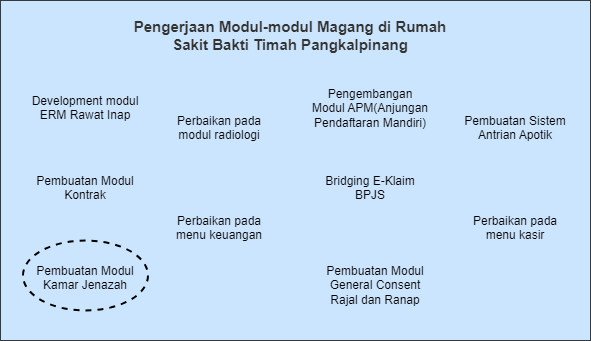 Pengerjaan Modul-modul Magang di Rumah
Sakit Bakti Timah Pangkalpinang
Development modul
ERM Rawat Inap
Perbaikan pada
modul radiologi
Pengembangan
Modul APM(Anjungan
Pendaftaran Mandiri)
Pembuatan Sistem
Antrian Apotik
Pembuatan Modul
Kontrak
Perbaikan pada
menu keuangan
Bridging E-Klaim
BPJS
Perbaikan pada
menu kasir
Pembuatan Modul
Kamar Jenazah
Pembuatan Modul
General Consent
Rajal dan Ranap